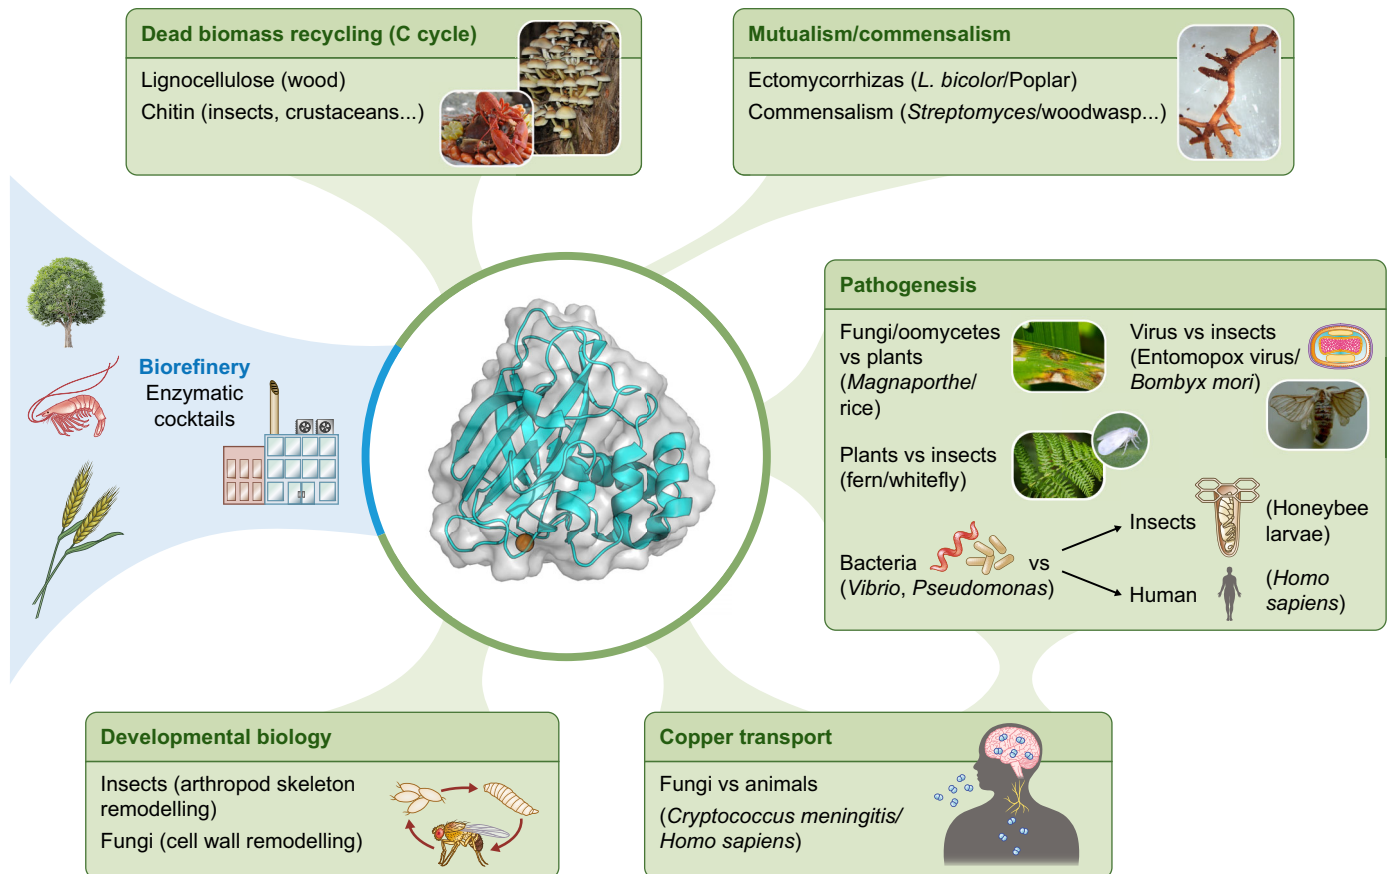 Dead biomass recycling (C cycle)
Lignocellulose (wood)
Chitin (insects, crustaceans...)
Mutualism/commensalism
Ectomycorrhizas (L. bicolor/Poplar)
Commensalism (Streptomyces/woodwasp...)
Biorefinery
Enzymatic
cocktails
Pathogenesis
Fungi/oomycetes
vs plants
(Magnaporthe/
rice)
Virus vs insects
(Entomopox virus/
Bombyx mori)
Plants vs insects
(fern/whitefly)
Bacteria vs
(Vibrio, Pseudomonas)
Insects
(Honeybee
larvae)
Human
(Homo
sapiens)
Developmental biology
Insects (arthropod skeleton
remodelling)
Fungi (cell wall remodelling)
Copper transport
Fungi vs animals
(Cryptococcus meningitis/
Homo sapiens)